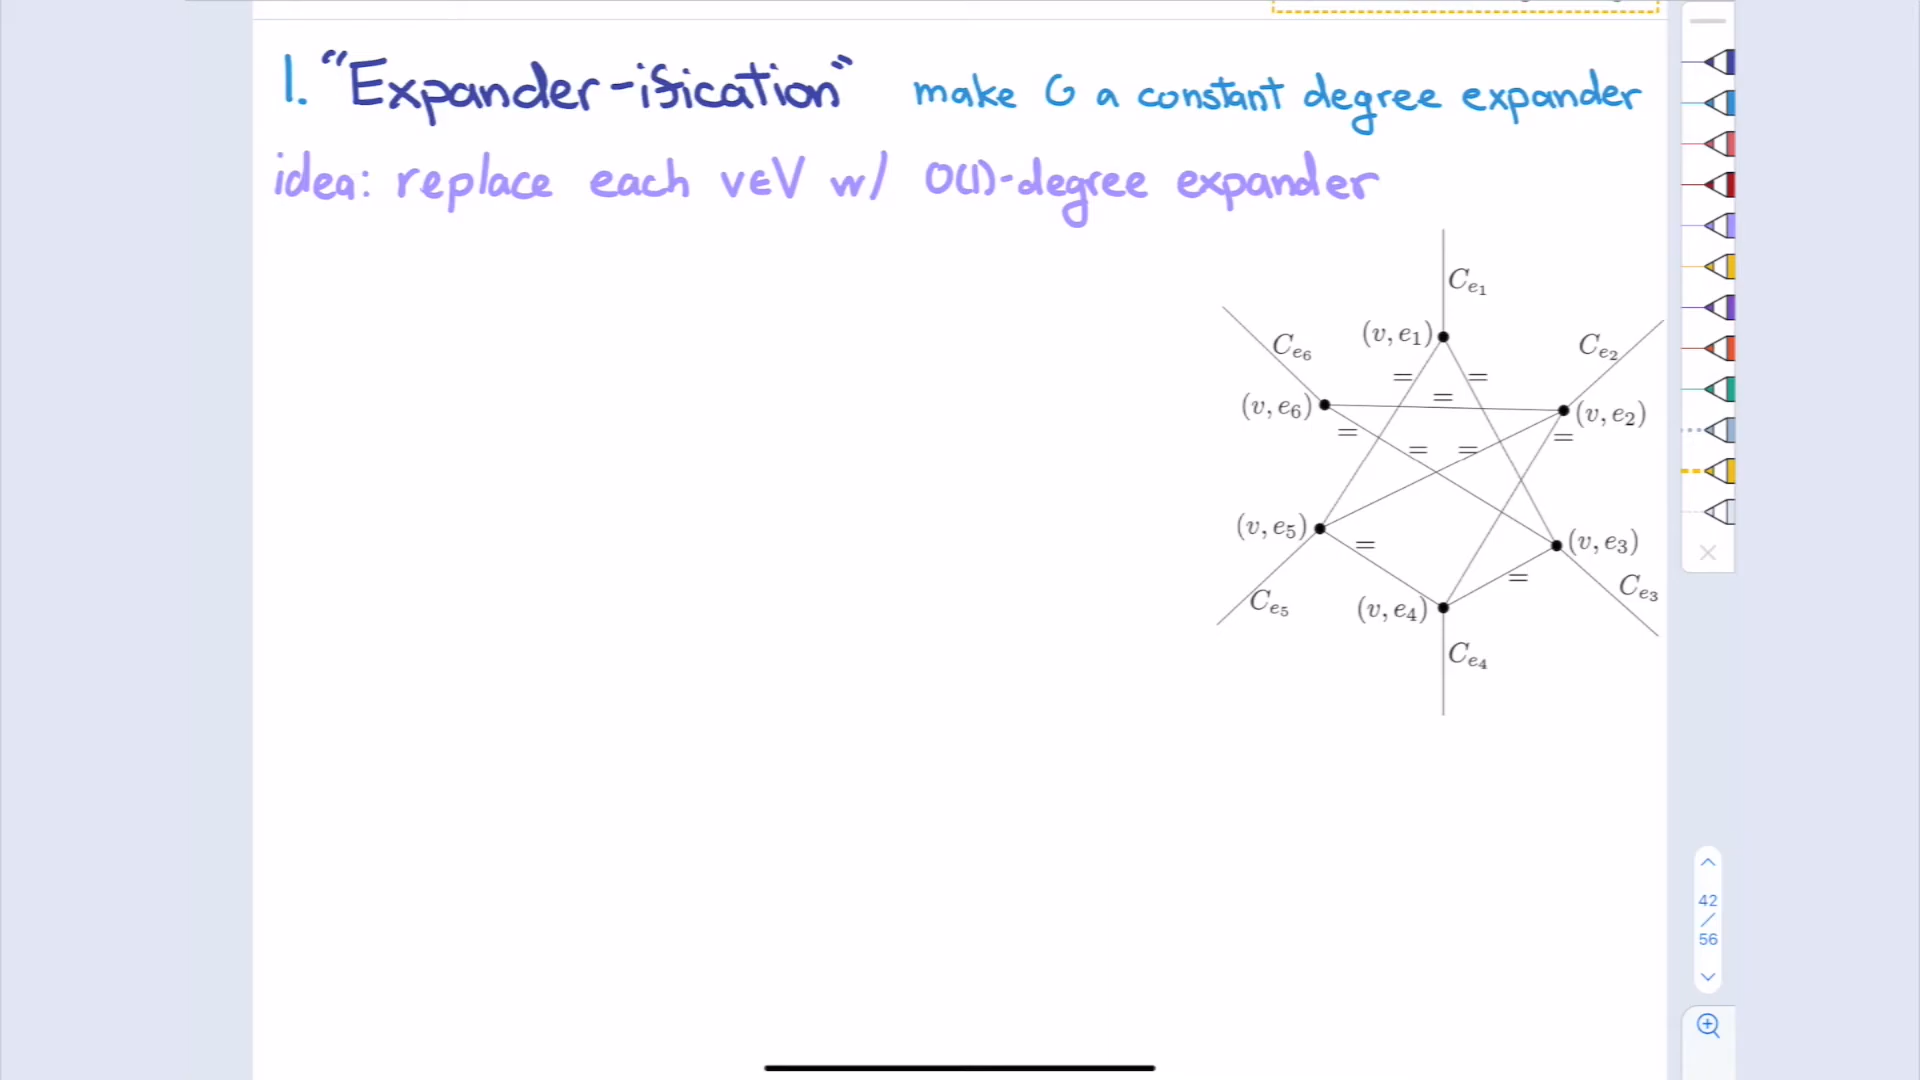 1. "Expander-ification" make G a constant degree expander
idea: replace each v∈V w/ O(1)-degree expander
C_{e_1}
(v, e_1)
C_{e_6}
C_{e_2}
= =
=
(v, e_6)
(v, e_2)
= = = =
(v, e_5)
(v, e_3)
=
=
C_{e_5}
(v, e_4)
C_{e_3}
C_{e_4}
42
/
56